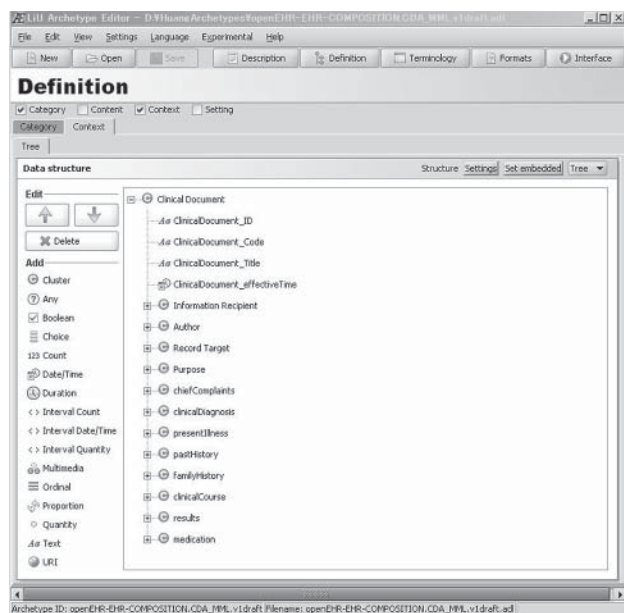 LiU Archetype Editor - D:\Huang Archetypes\openEHR-EHR-COMPOSITION.CDA_MML.v1draft.adl
File Edit View Settings Language Experimental Help
New Open Save Description Definition Terminology Formats Interface
Definition
Category Content Context Setting
Category Context
Tree
Data structure Structure Settings Set embedded Tree
Edit
Delete
Add
Cluster
Any
Boolean
Choice
123 Count
Date/Time
Duration
< > Interval Count
< > Interval Date/Time
< > Interval Quantity
Multimedia
Ordinal
Proportion
Quantity
Aa Text
URI
Clinical Document
Aa ClinicalDocument_ID
Aa ClinicalDocument_Code
Aa ClinicalDocument_Title
ClinicalDocument_effectiveTime
Information Recipient
Author
Record Target
Purpose
chiefComplaints
clinicalDiagnosis
presentIllness
pastHistory
familyHistory
clinicalCourse
results
medication
Archetype ID: openEHR-EHR-COMPOSITION.CDA_MML.v1draft Filename: openEHR-EHR-COMPOSITION.CDA_MML.v1draft.adl